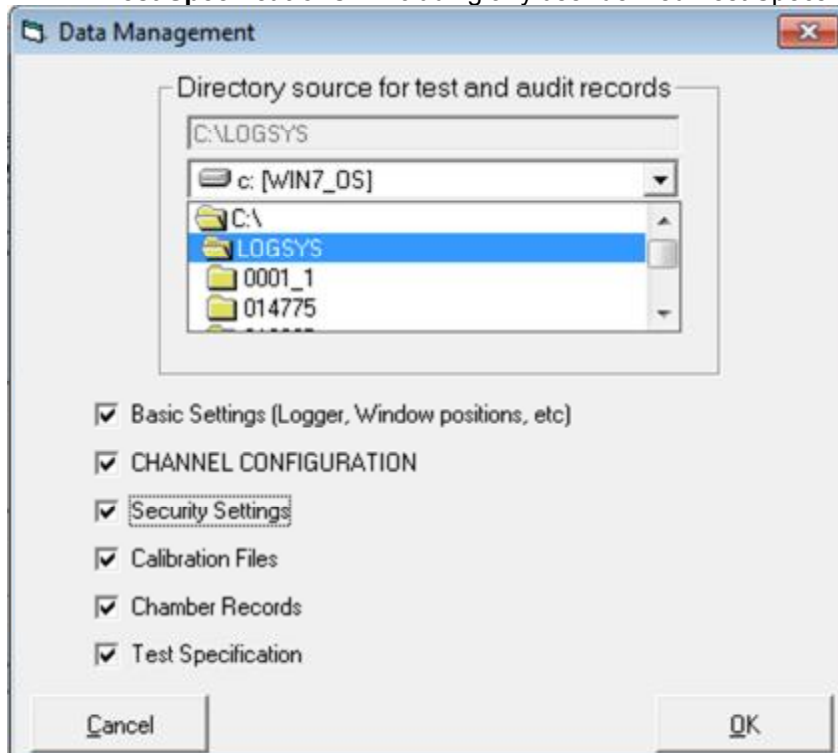 Data Management
Directory source for test and audit records
C:\LOGSYS
c: [WIN7_OS]
C:\
LOGSYS
0001_1
014775
Basic Settings (Logger, Window positions, etc)
CHANNEL CONFIGURATION
Security Settings
Calibration Files
Chamber Records
Test Specification
Cancel
OK